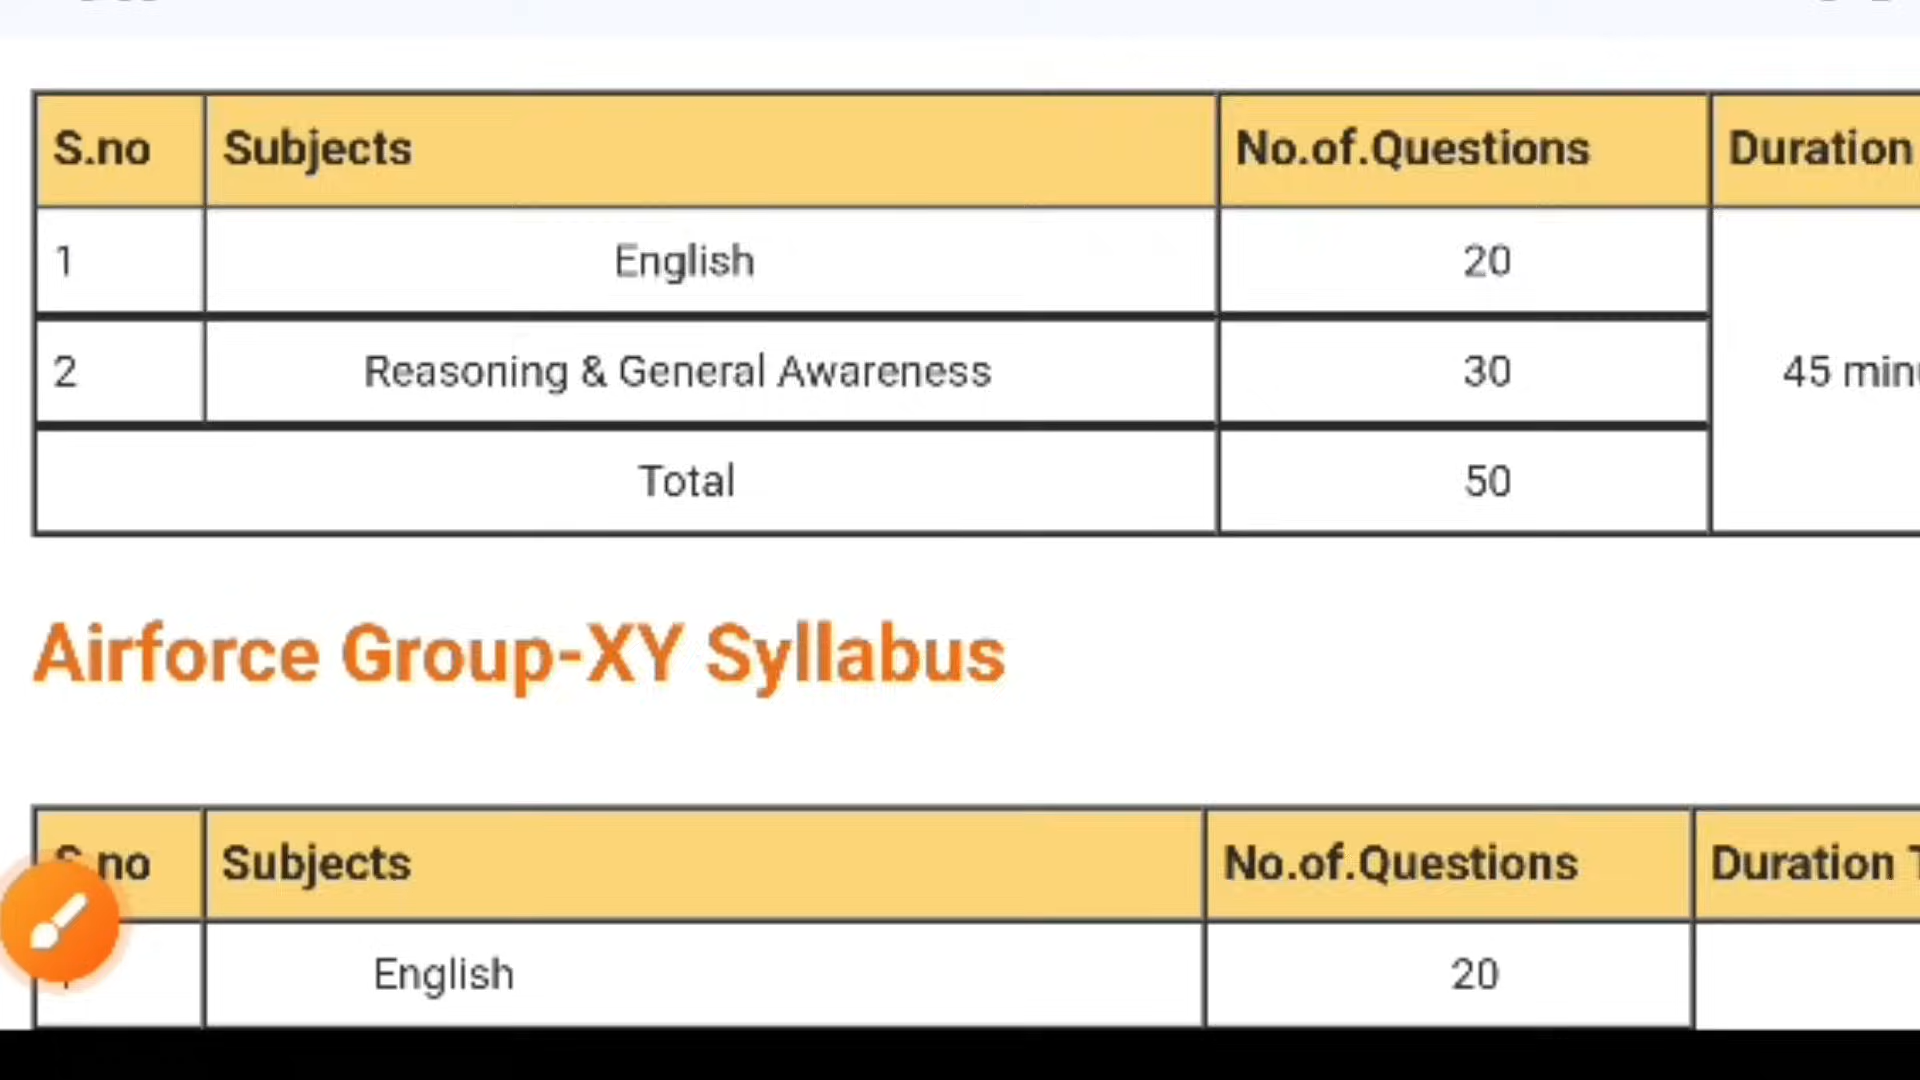 S.no Subjects No.of.Questions Duration
1 English 20
2 Reasoning & General Awareness 30 45
Total 50
Airforce Group-XY Syllabus
Subjects No.of.Questions Duration
English 20